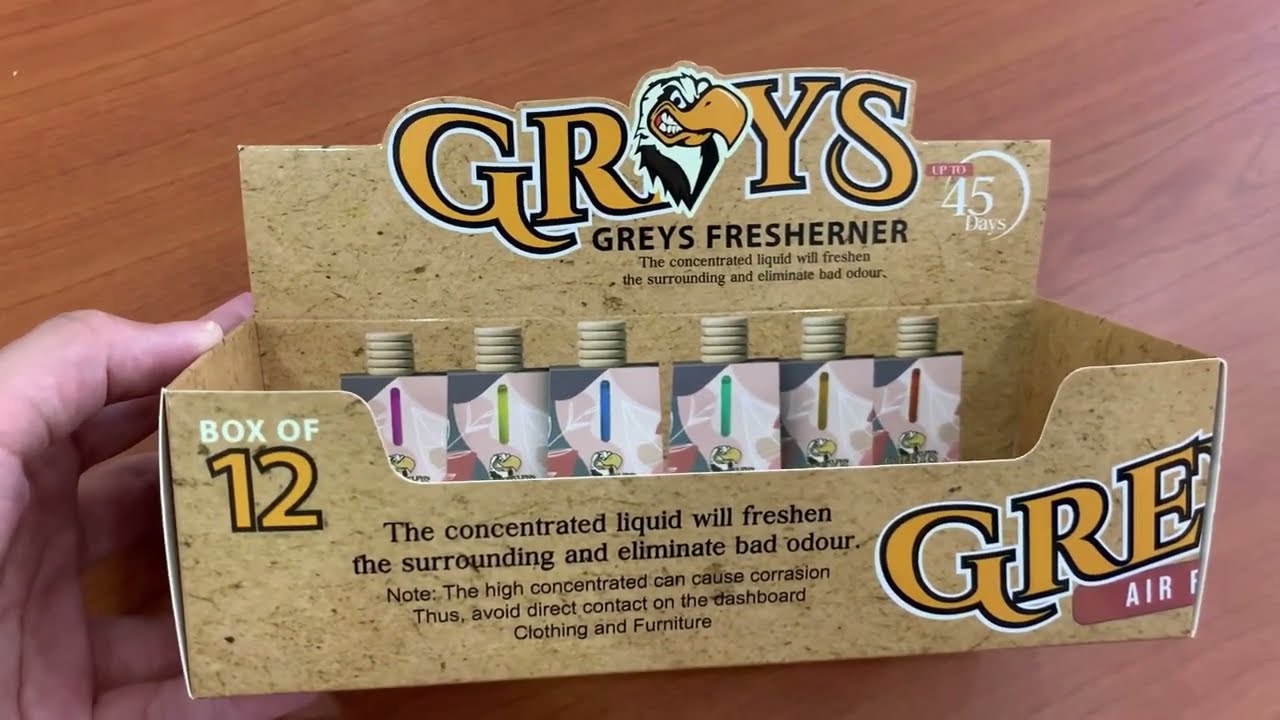 GREYS
UP TO
45
Days
GREYS FRESHERNER
The concentrated liquid will freshen
the surrounding and eliminate bad odour.
BOX OF
12
The concentrated liquid will freshen
the surrounding and eliminate bad odour.
Note: The high concentrated can cause corrasion
Thus, avoid direct contact on the dashboard
Clothing and Furniture
GRE
AIR F